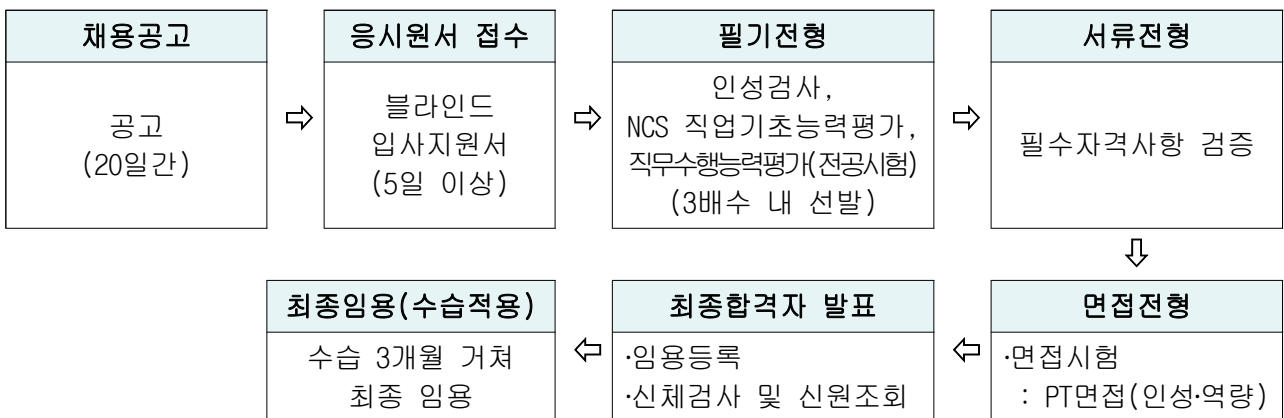 채용공고
공고
(20일간)
응시원서 접수
블라인드
입사지원서
(5일 이상)
필기전형
인성검사,
NCS 직업기초능력평가,
직무수행능력평가(전공시험)
(3배수 내 선발)
서류전형
필수자격사항 검증
면접전형
·면접시험
: PT면접(인성·역량)
최종합격자 발표
·임용등록
·신체검사 및 신원조회
최종임용(수습적용)
수습 3개월 거쳐
최종 임용